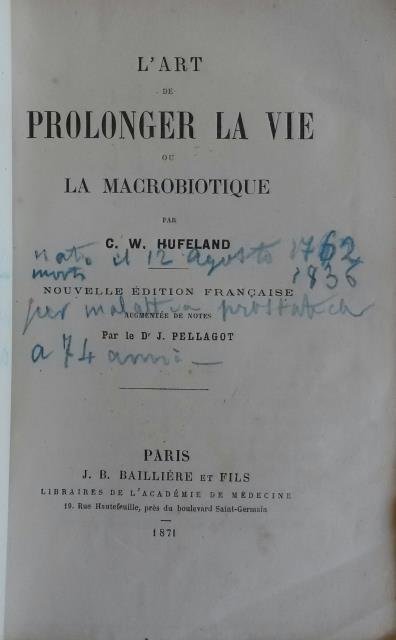 L'ART
DE
PROLONGER LA VIE
OU
LA MACROBIOTIQUE
PAR
C. W. HUFELAND
nato il 12 agosto 1762
morto 1836
NOUVELLE ÉDITION FRANÇAISE
per malattia
AUGMENTÉE DE NOTES
Par le Dr J. PELLAGOT
a 74 anni —
PARIS
J. B. BAILLIÈRE ET FILS
LIBRAIRES DE L'ACADÉMIE DE MÉDECINE
19, Rue Hautefeuille, près du boulevard Saint-Germain
1871